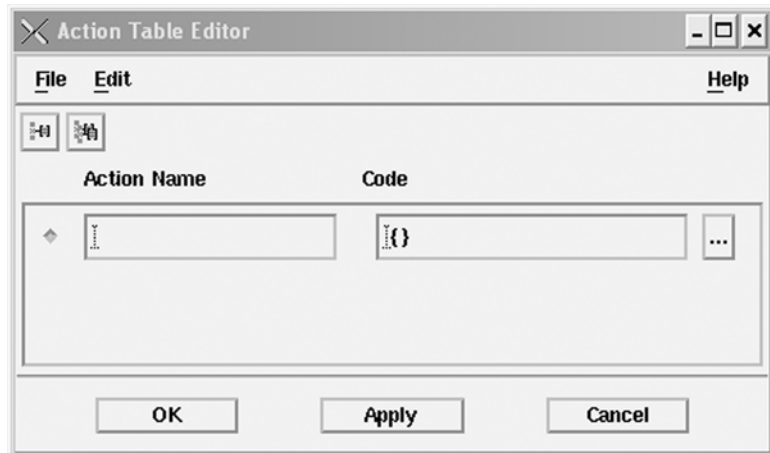 Action Table Editor
File Edit Help
Action Name Code
{} ...
OK Apply Cancel